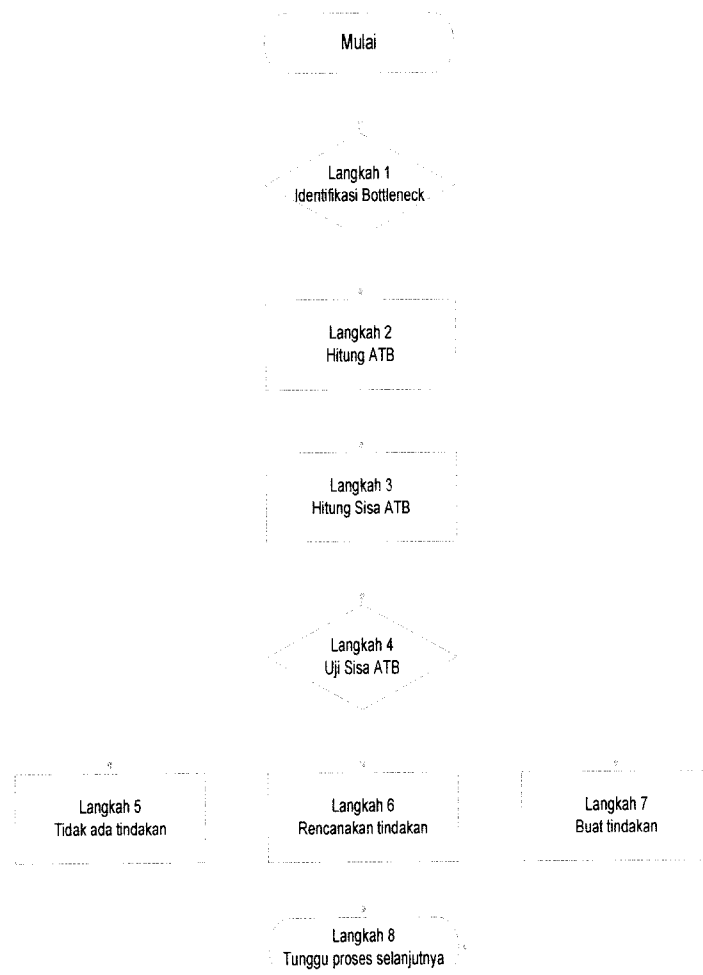 Mulai
Langkah 1
Identifikasi Bottleneck
Langkah 2
Hitung ATB
Langkah 3
Hitung Sisa ATB
Langkah 4
Uji Sisa ATB
Langkah 5
Tidak ada tindakan
Langkah 6
Rencanakan tindakan
Langkah 7
Buat tindakan
Langkah 8
Tunggu proses selanjutnya